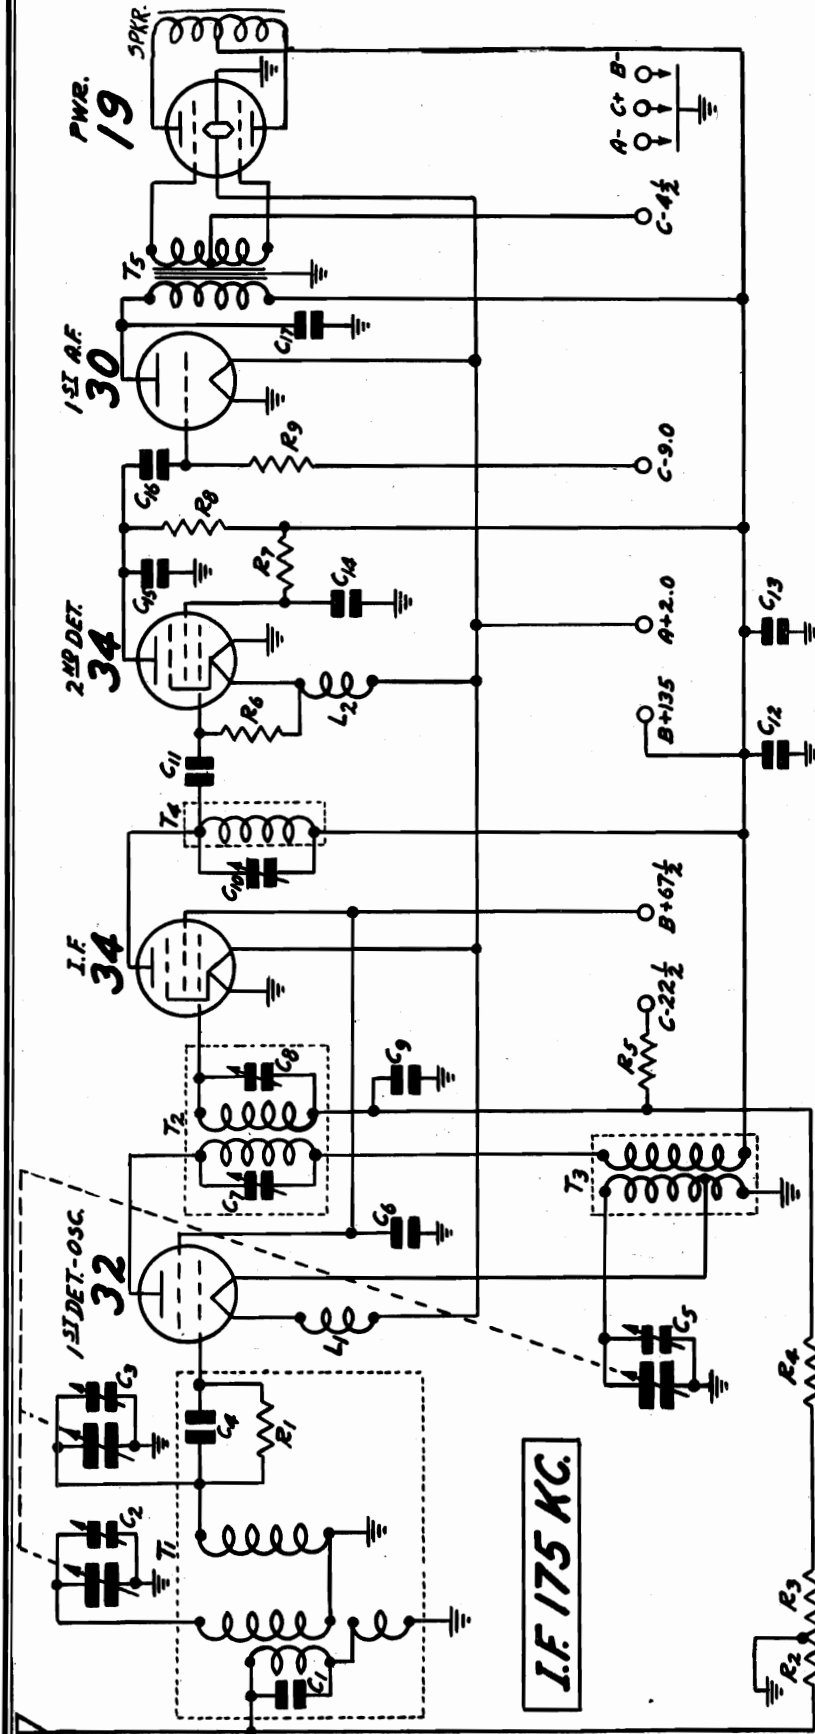 1ST DET.-OSC.
32
I.F.
34
2ND DET.
34
1ST A.F.
30
PWR.
19
SPKR.
C2
C3
T1
C1
C4
R1
L1
C6
T2
C7
C8
C9
T4
C10
C11
R6
L2
C15
R7
C14
R8
C16
R9
C17
T5
C5
T3
R5
C-22½
B+67½
B+135
A+2.0
C-9.0
C-4½
A- C+ B-
C12
C13
I.F. 175 KC.
R2
R3
R4